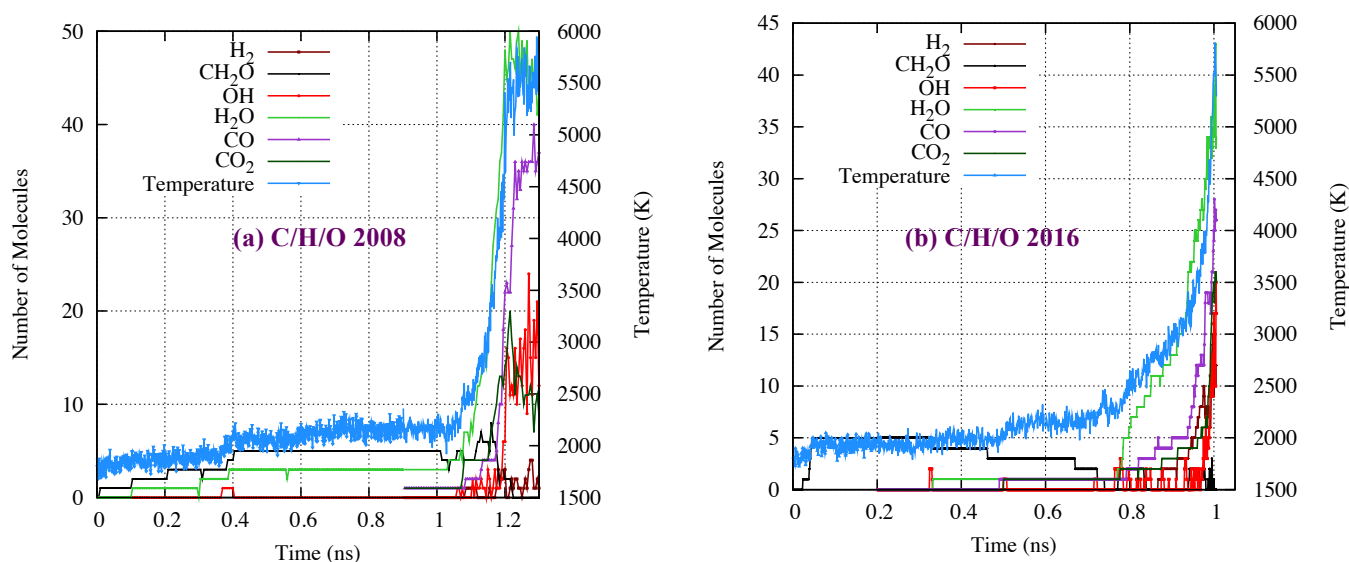 H2
CH2O
OH
H2O
CO
CO2
Temperature
(a) C/H/O 2008
Number of Molecules
0
10
20
30
40
50
0 0.2 0.4 0.6 0.8 1 1.2
Time (ns)
1500
2000
2500
3000
3500
4000
4500
5000
5500
6000
Temperature (K)
H2
CH2O
OH
H2O
CO
CO2
Temperature
(b) C/H/O 2016
Number of Molecules
0
5
10
15
20
25
30
35
40
45
0 0.2 0.4 0.6 0.8 1
Time (ns)
1500
2000
2500
3000
3500
4000
4500
5000
5500
6000
Temperature (K)